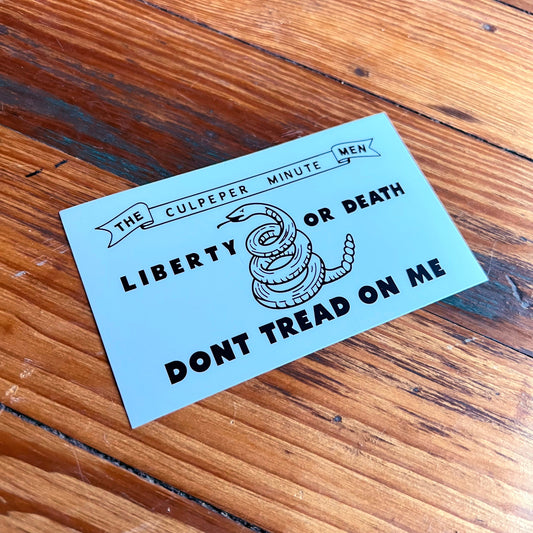 THE CULPEPER MINUTE MEN
LIBERTY OR DEATH
DONT TREAD ON ME